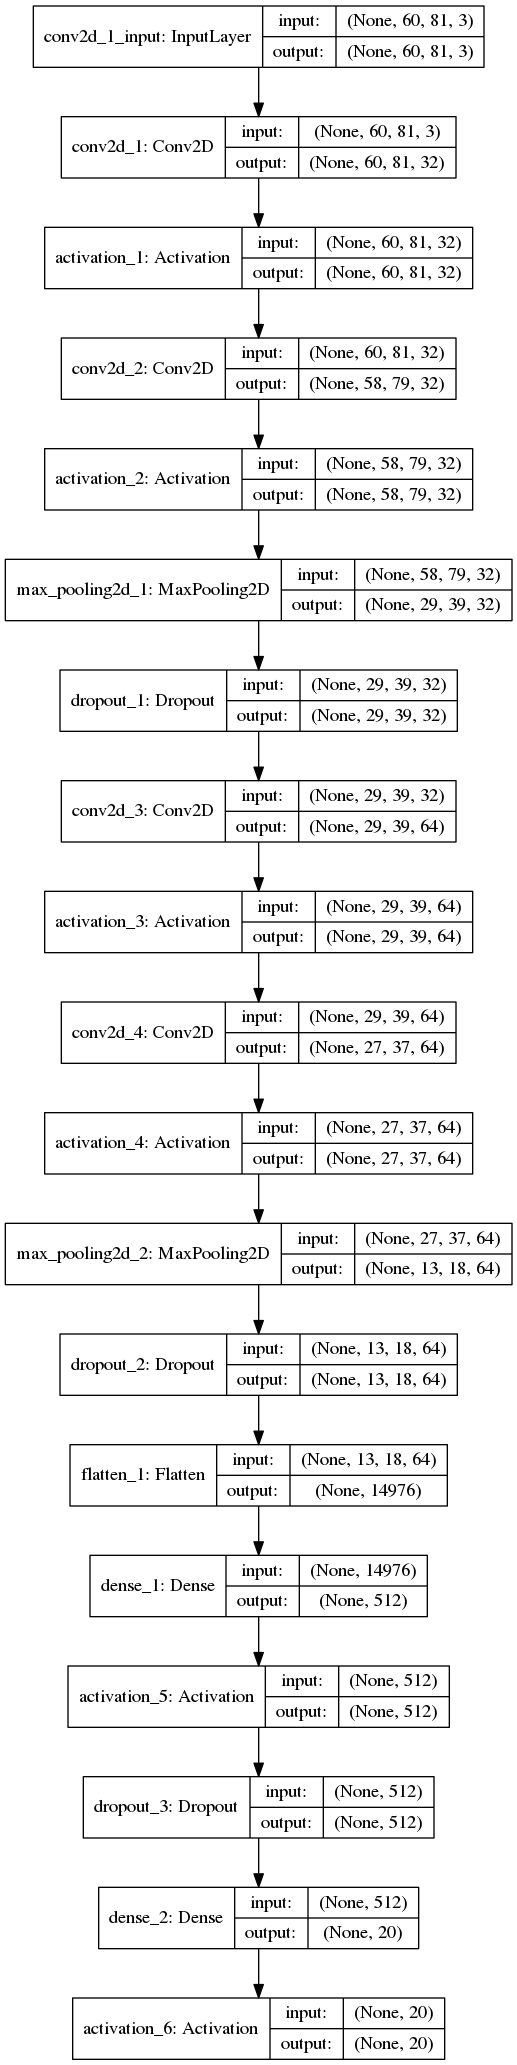 conv2d_1_input: InputLayer input: (None, 60, 81, 3)
output: (None, 60, 81, 3)
conv2d_1: Conv2D input: (None, 60, 81, 3)
output: (None, 60, 81, 32)
activation_1: Activation input: (None, 60, 81, 32)
output: (None, 60, 81, 32)
conv2d_2: Conv2D input: (None, 60, 81, 32)
output: (None, 58, 79, 32)
activation_2: Activation input: (None, 58, 79, 32)
output: (None, 58, 79, 32)
max_pooling2d_1: MaxPooling2D input: (None, 58, 79, 32)
output: (None, 29, 39, 32)
dropout_1: Dropout input: (None, 29, 39, 32)
output: (None, 29, 39, 32)
conv2d_3: Conv2D input: (None, 29, 39, 32)
output: (None, 29, 39, 64)
activation_3: Activation input: (None, 29, 39, 64)
output: (None, 29, 39, 64)
conv2d_4: Conv2D input: (None, 29, 39, 64)
output: (None, 27, 37, 64)
activation_4: Activation input: (None, 27, 37, 64)
output: (None, 27, 37, 64)
max_pooling2d_2: MaxPooling2D input: (None, 27, 37, 64)
output: (None, 13, 18, 64)
dropout_2: Dropout input: (None, 13, 18, 64)
output: (None, 13, 18, 64)
flatten_1: Flatten input: (None, 13, 18, 64)
output: (None, 14976)
dense_1: Dense input: (None, 14976)
output: (None, 512)
activation_5: Activation input: (None, 512)
output: (None, 512)
dropout_3: Dropout input: (None, 512)
output: (None, 512)
dense_2: Dense input: (None, 512)
output: (None, 20)
activation_6: Activation input: (None, 20)
output: (None, 20)